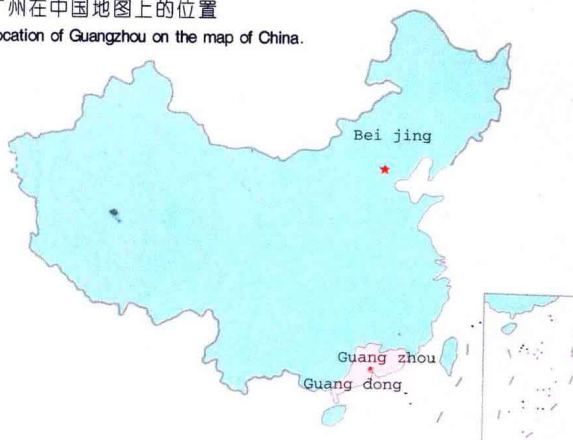 州在中国地图上的位置
ocation of Guangzhou on the map of China.
Bei jing
Guang zhou
Guang dong